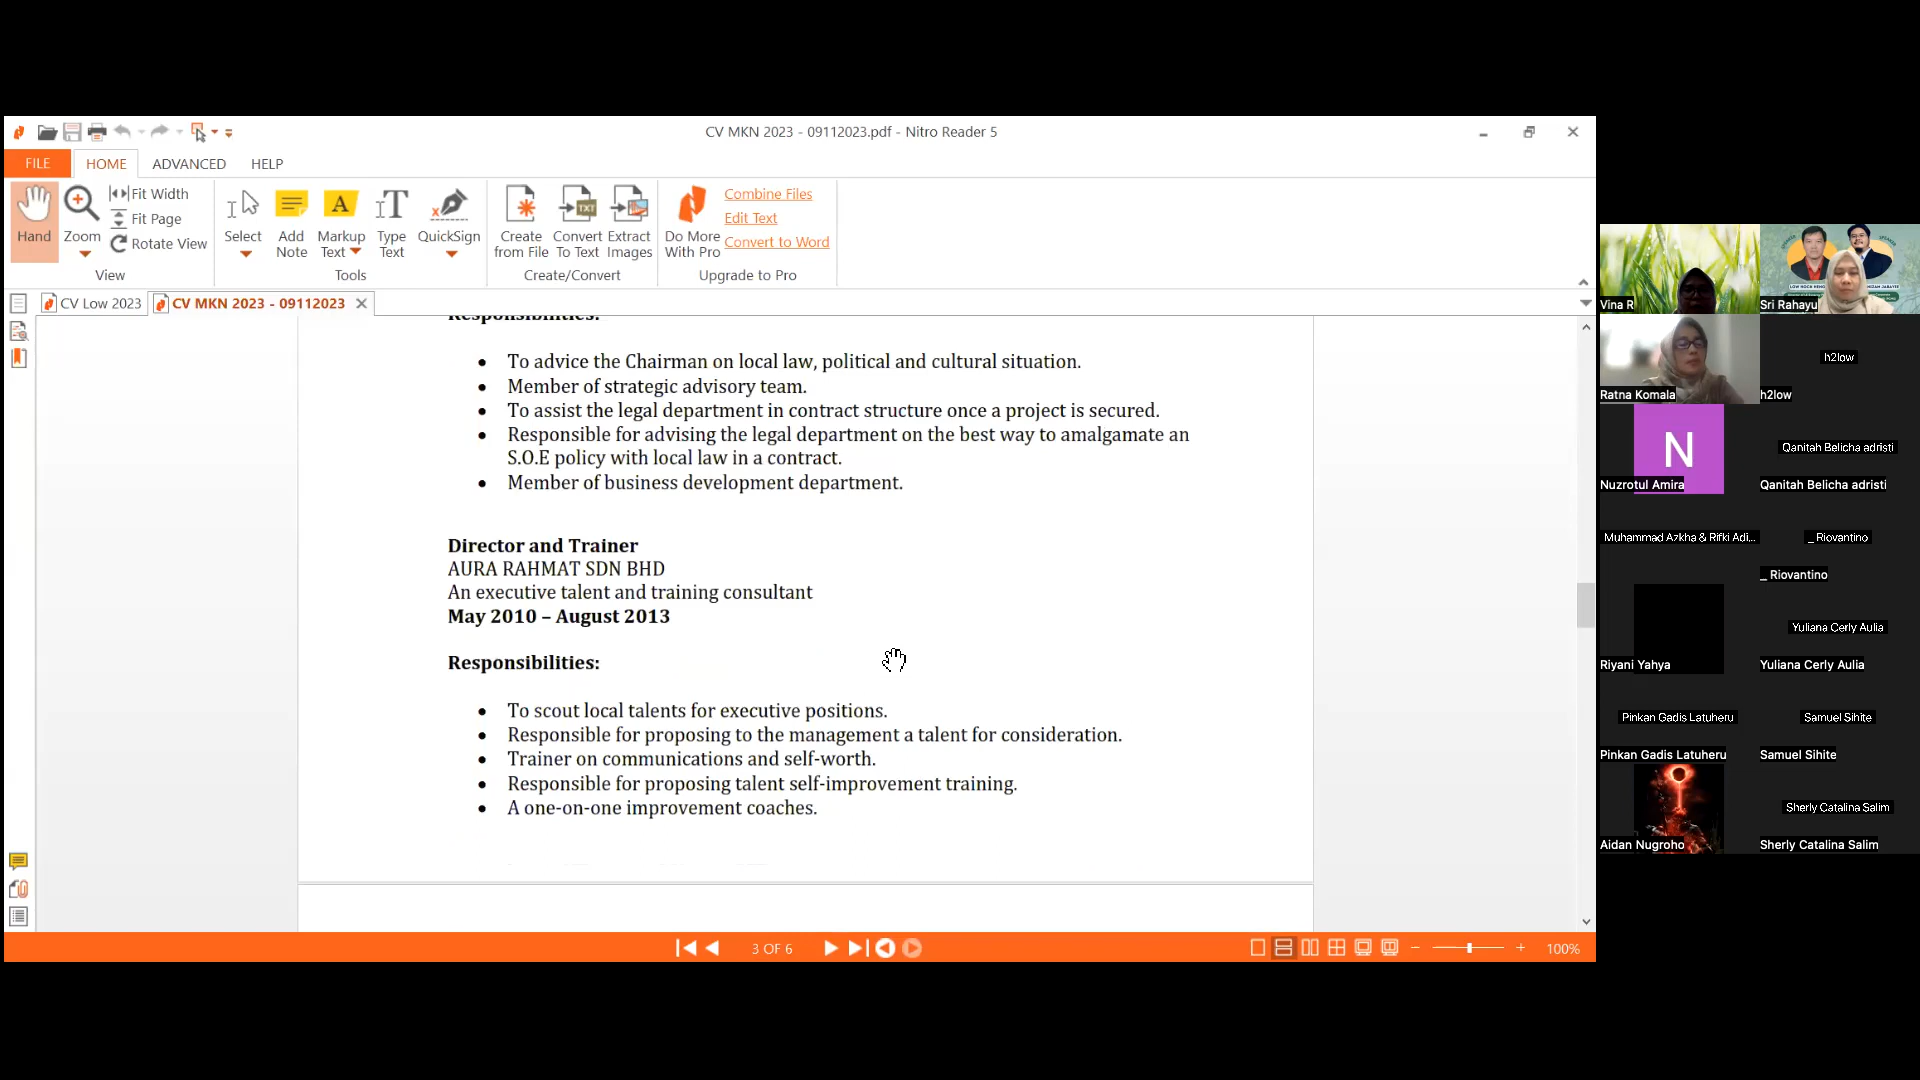 CV MKN 2023 - 09112023.pdf - Nitro Reader 5
FILE HOME ADVANCED HELP
Hand
Zoom
Fit Width
Fit Page
Rotate View
View
Select
Add Note
Markup Text
Type Text
QuickSign
Tools
Create from File
Convert To Text
Extract Images
Create/Convert
Do More With Pro
Combine Files
Edit Text
Convert to Word
Upgrade to Pro
CV Low 2023
CV MKN 2023 - 09112023
Responsibilities:
• To advice the Chairman on local law, political and cultural situation.
• Member of strategic advisory team.
• To assist the legal department in contract structure once a project is secured.
• Responsible for advising the legal department on the best way to amalgamate an
S.O.E policy with local law in a contract.
• Member of business development department.
Director and Trainer
AURA RAHMAT SDN BHD
An executive talent and training consultant
May 2010 – August 2013
Responsibilities:
• To scout local talents for executive positions.
• Responsible for proposing to the management a talent for consideration.
• Trainer on communications and self-worth.
• Responsible for proposing talent self-improvement training.
• A one-on-one improvement coaches.
3 OF 6
100%
Vina R
Sri Rahayu
Ratna Komala
h2low
h2low
N
Nuzrotul Amira
Qanitah Belicha adristi
Qanitah Belicha adristi
Muhammad Azkha & Rifki Adi...
_ Riovantino
_ Riovantino
Riyani Yahya
Yuliana Cerly Aulia
Yuliana Cerly Aulia
Pinkan Gadis Latuheru
Pinkan Gadis Latuheru
Samuel Sihite
Samuel Sihite
Aidan Nugroho
Sherly Catalina Salim
Sherly Catalina Salim